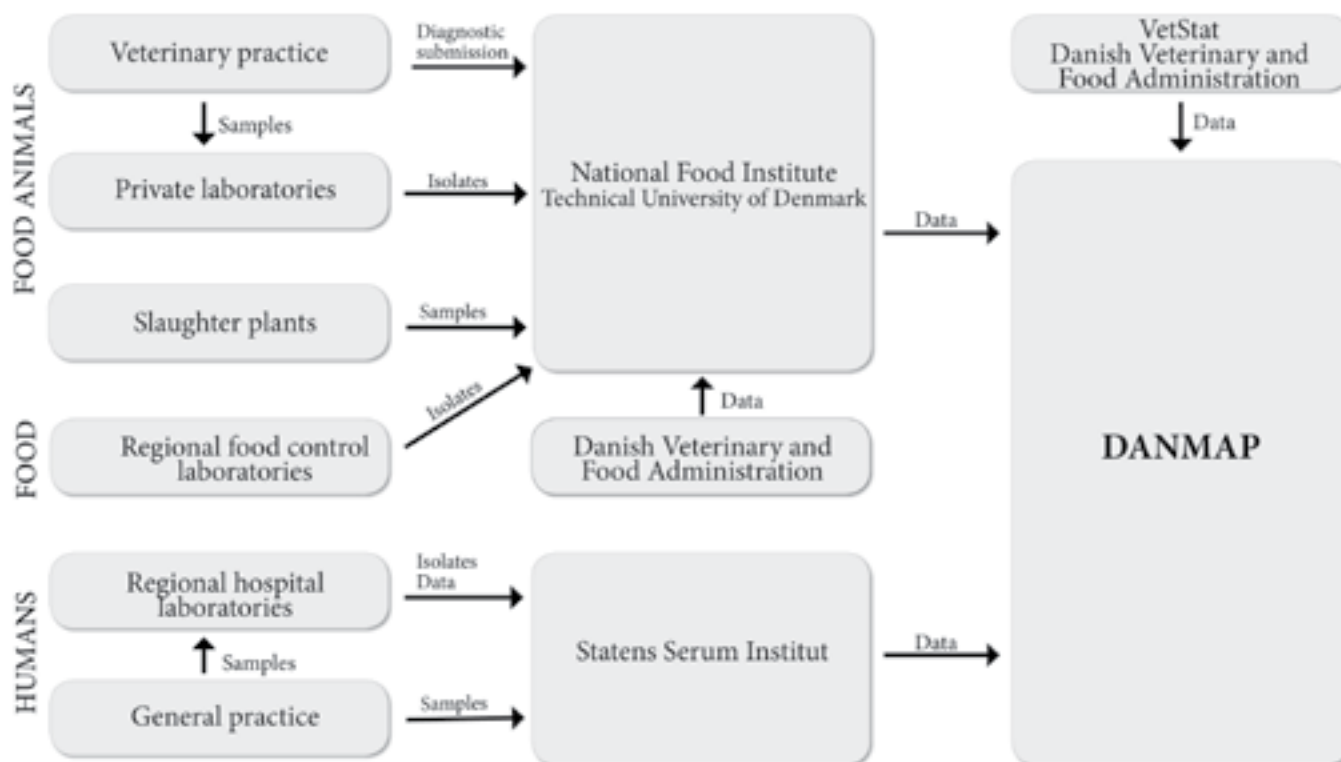 FOOD ANIMALS
Veterinary practice
Diagnostic
submission
Samples
Private laboratories
Isolates
Slaughter plants
Samples
National Food Institute
Technical University of Denmark
Data
VetStat
Danish Veterinary and
Food Administration
Data
FOOD
Regional food control
laboratories
Isolates
Data
Danish Veterinary and
Food Administration
DANMAP
HUMANS
Regional hospital
laboratories
Isolates
Data
Samples
General practice
Samples
Statens Serum Institut
Data